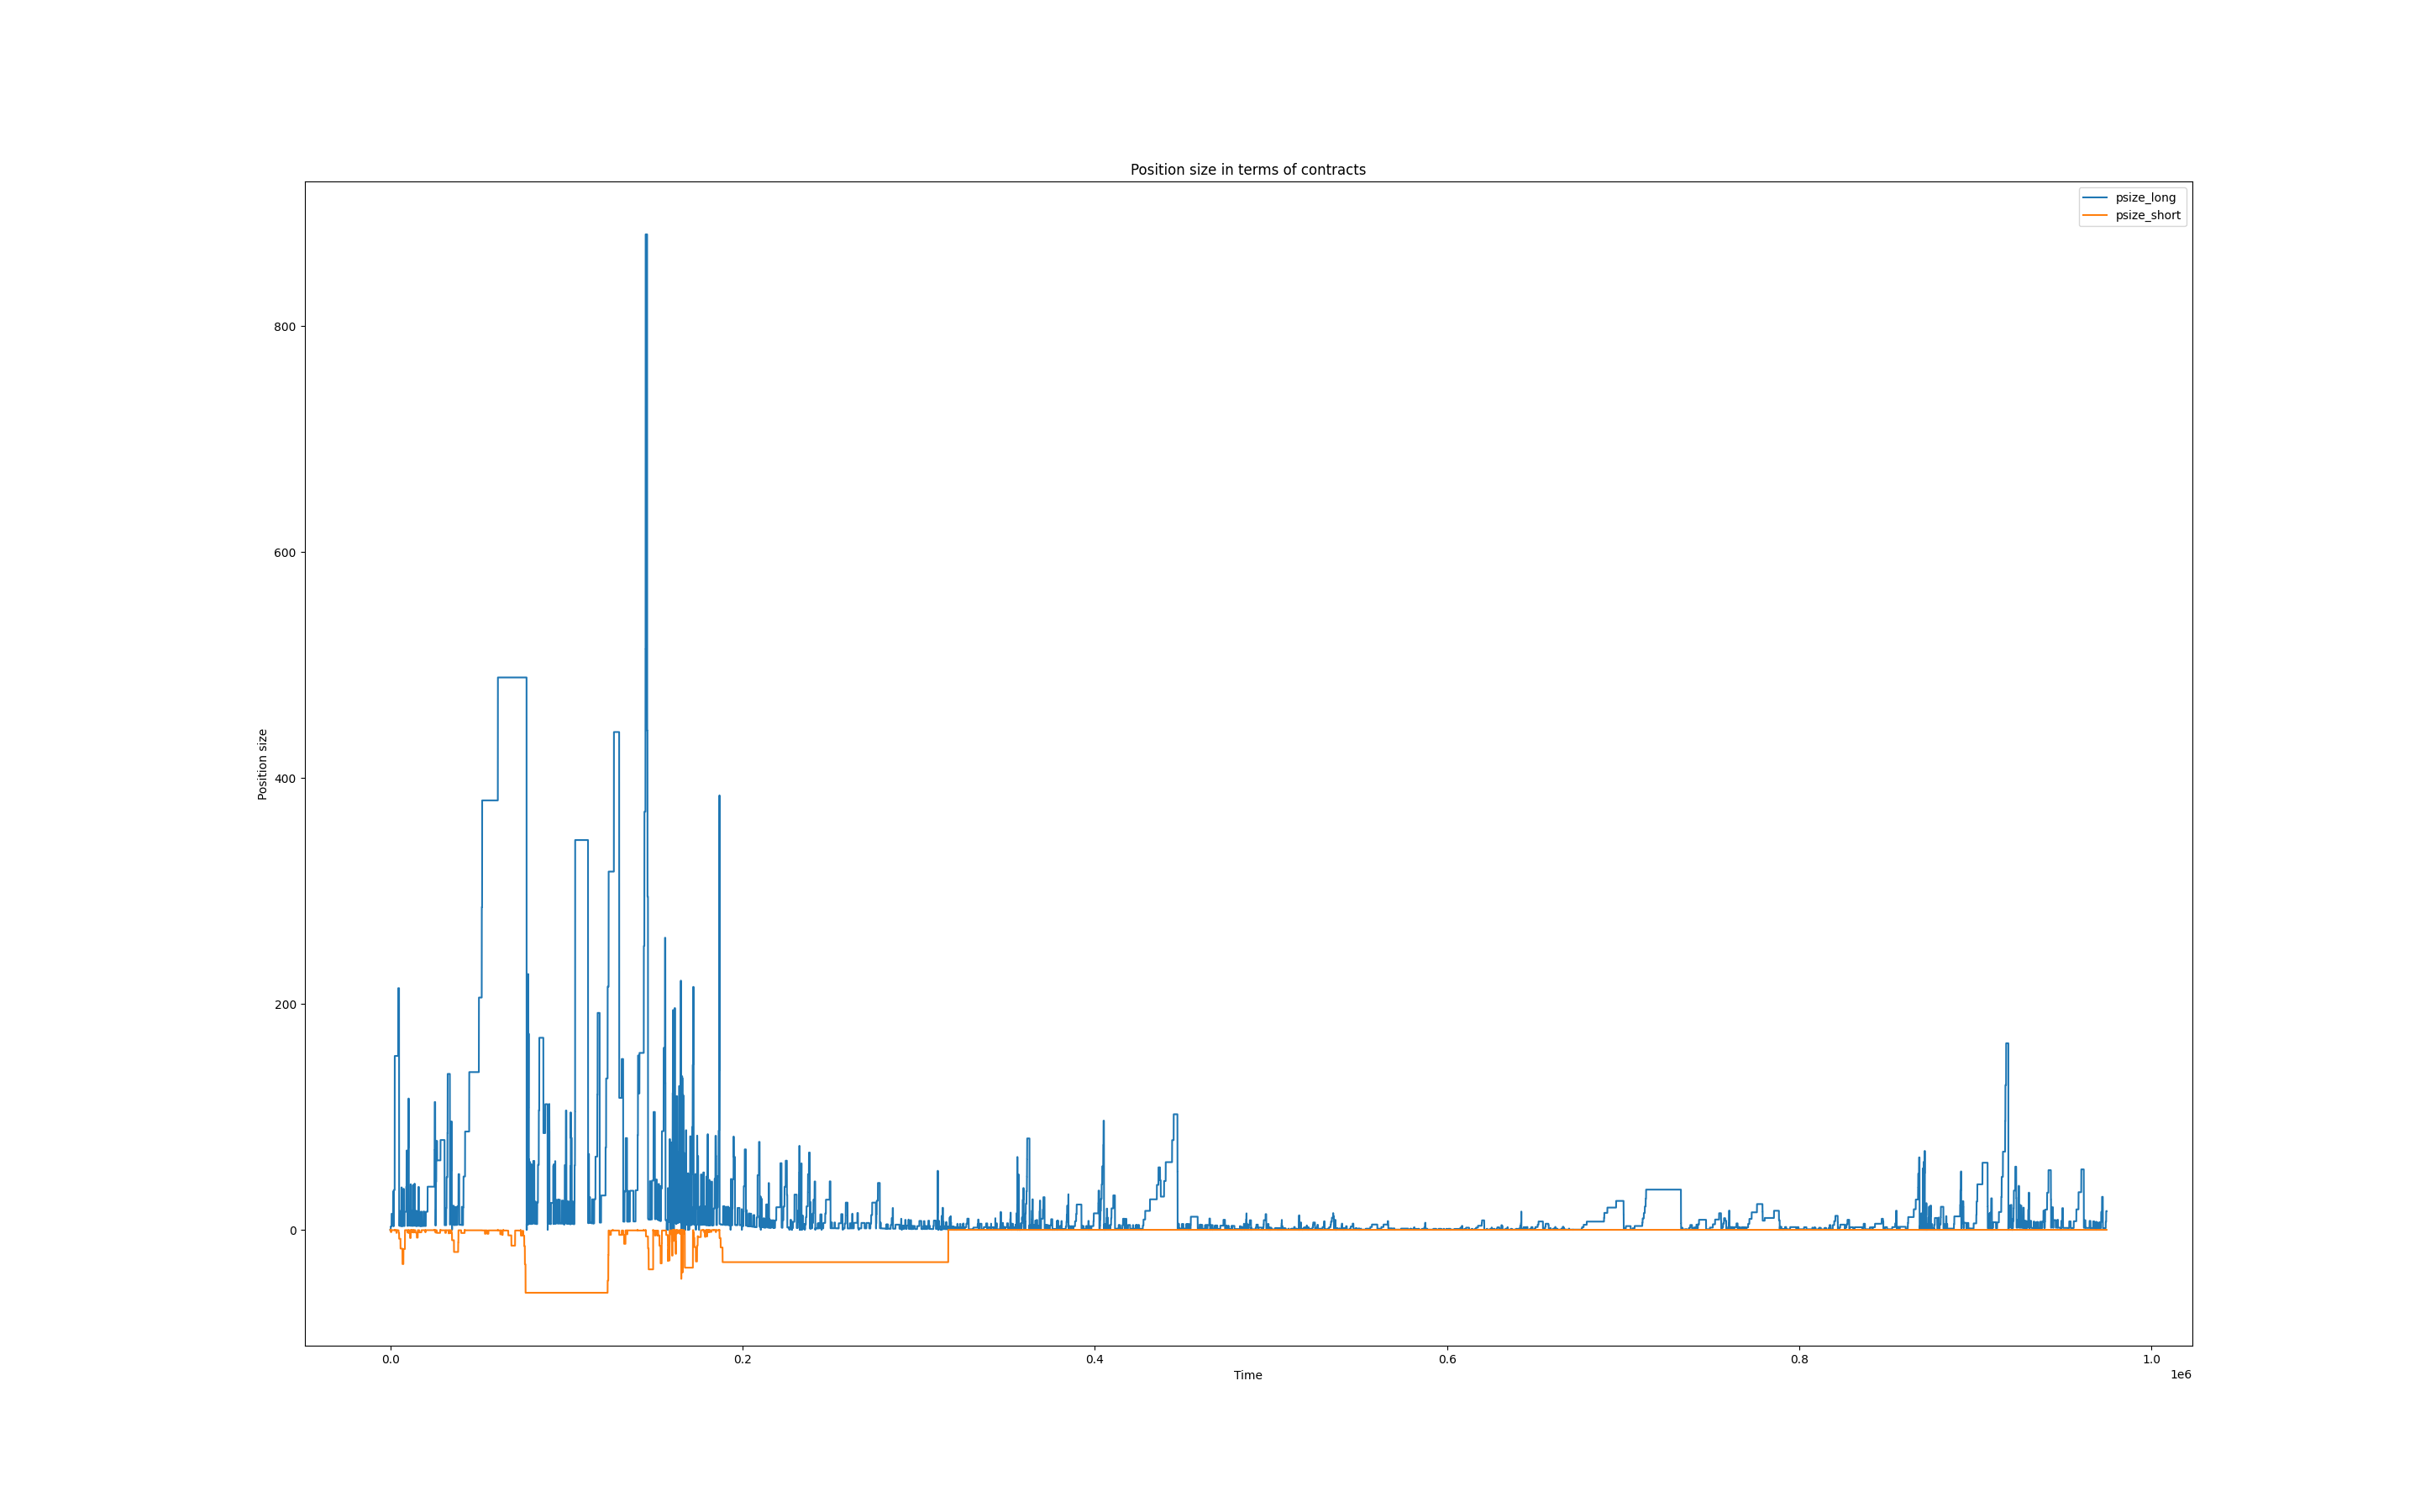 Position size in terms of contracts
psize_long
psize_short
800
600
400
200
0
Position size
0.0
0.2
0.4
0.6
0.8
1.0
Time
1e6